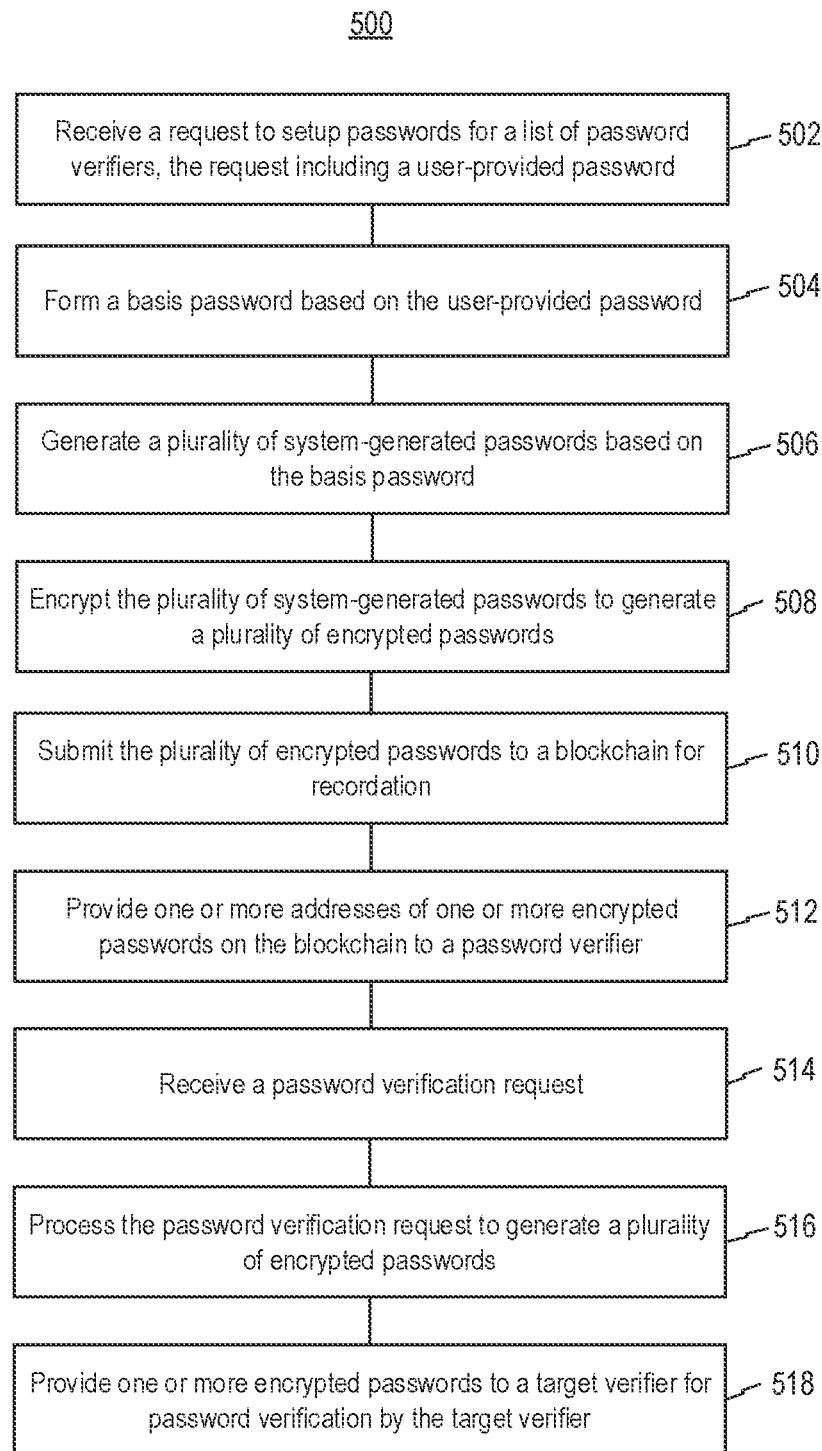 500
Receive a request to setup passwords for a list of password
verifiers, the request including a user-provided password
502
Form a basis password based on the user-provided password
504
Generate a plurality of system-generated passwords based on
the basis password
506
Encrypt the plurality of system-generated passwords to generate
a plurality of encrypted passwords
508
Submit the plurality of encrypted passwords to a blockchain for
recordation
510
Provide one or more addresses of one or more encrypted
passwords on the blockchain to a password verifier
512
Receive a password verification request
514
Process the password verification request to generate a plurality
of encrypted passwords
516
Provide one or more encrypted passwords to a target verifier for
password verification by the target verifier
518